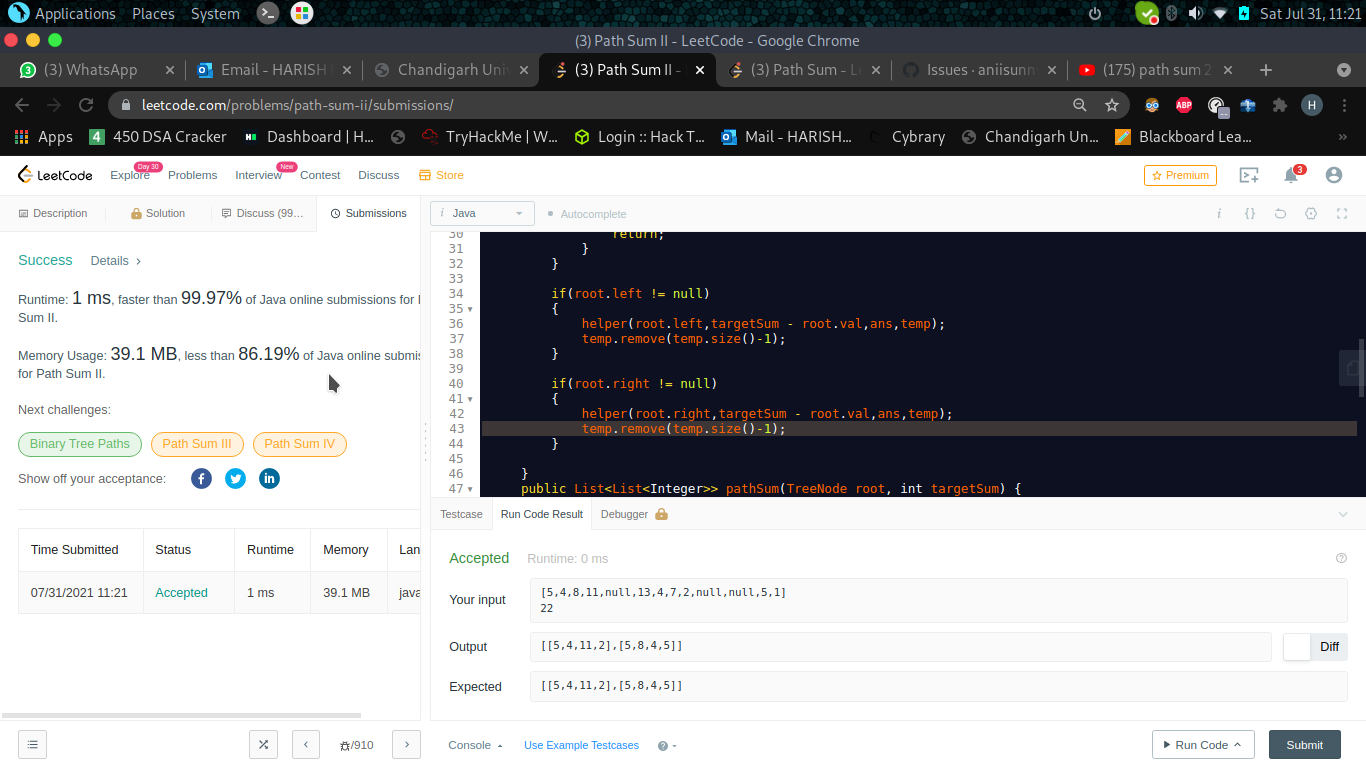 Applications Places System Sat Jul 31, 11:21
(3) Path Sum II - LeetCode - Google Chrome
(3) WhatsApp Email - HARISH Chandigarh Univ (3) Path Sum II - (3) Path Sum - L Issues · aniisunn (175) path sum 2
leetcode.com/problems/path-sum-ii/submissions/ ABP H
Apps 4 450 DSA Cracker Dashboard | H... TryHackMe | W... Login :: Hack T... Mail - HARISH... Cybrary Chandigarh Un... Blackboard Lea... »
LeetCode Explore Day 30 Problems Interview New Contest Discuss Store Premium 3
Description Solution Discuss (99... Submissions
i Java Autocomplete
Success Details >
Runtime: 1 ms, faster than 99.97% of Java online submissions for
Sum II.
Memory Usage: 39.1 MB, less than 86.19% of Java online submis
for Path Sum II.
Next challenges:
Binary Tree Paths Path Sum III Path Sum IV
Show off your acceptance:
Time Submitted Status Runtime Memory Lan
07/31/2021 11:21 Accepted 1 ms 39.1 MB java
30 return;
31 }
32 }
33
34 if(root.left != null)
35 {
36 helper(root.left,targetSum - root.val,ans,temp);
37 temp.remove(temp.size()-1);
38 }
39
40 if(root.right != null)
41 {
42 helper(root.right,targetSum - root.val,ans,temp);
43 temp.remove(temp.size()-1);
44 }
45
46 }
47 public List<List<Integer>> pathSum(TreeNode root, int targetSum) {
Testcase Run Code Result Debugger
Accepted Runtime: 0 ms
Your input [5,4,8,11,null,13,4,7,2,null,null,5,1]
22
Output [[5,4,11,2],[5,8,4,5]] Diff
Expected [[5,4,11,2],[5,8,4,5]]
/910 Console Use Example Testcases Run Code Submit